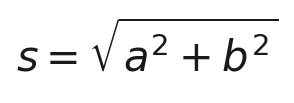 s = √(a² + b²)